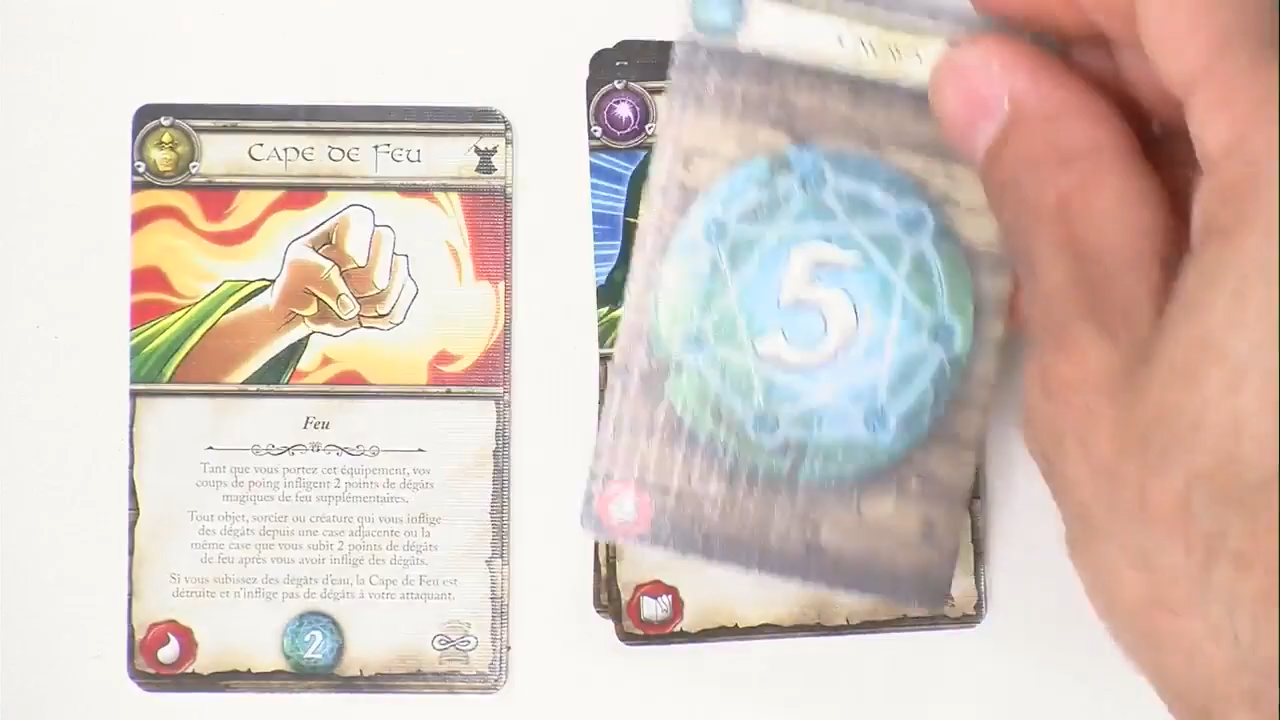 Cape de Feu
Feu
Tant que vous portez cet équipement, vos
coups de poing infligent 2 points de dégâts
magiques de feu supplémentaires.
Tout objet, sorcier ou créature qui vous inflige
des dégâts depuis une case adjacente ou la
même case que vous subit 2 points de dégâts
de feu après vous avoir infligé des dégâts.
Si vous subissez des dégâts d'eau, la Cape de Feu est
détruite et n'inflige pas de dégâts à votre attaquant.
2
5